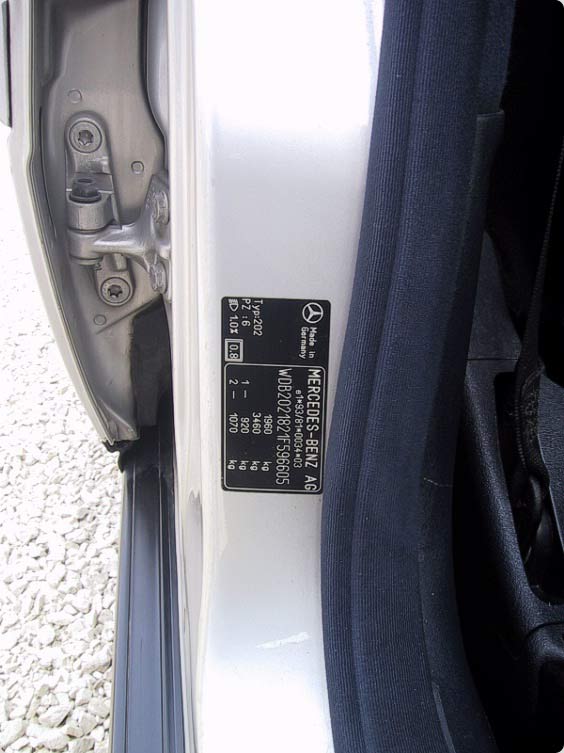 Made in
Germany
MERCEDES-BENZ AG
e1*93/81*0034*03
WDB2021821F596605
1960 kg
3460 kg
1 – 920 kg
2 – 1070 kg
Typ:202
PZ :6
1.0% 0.8